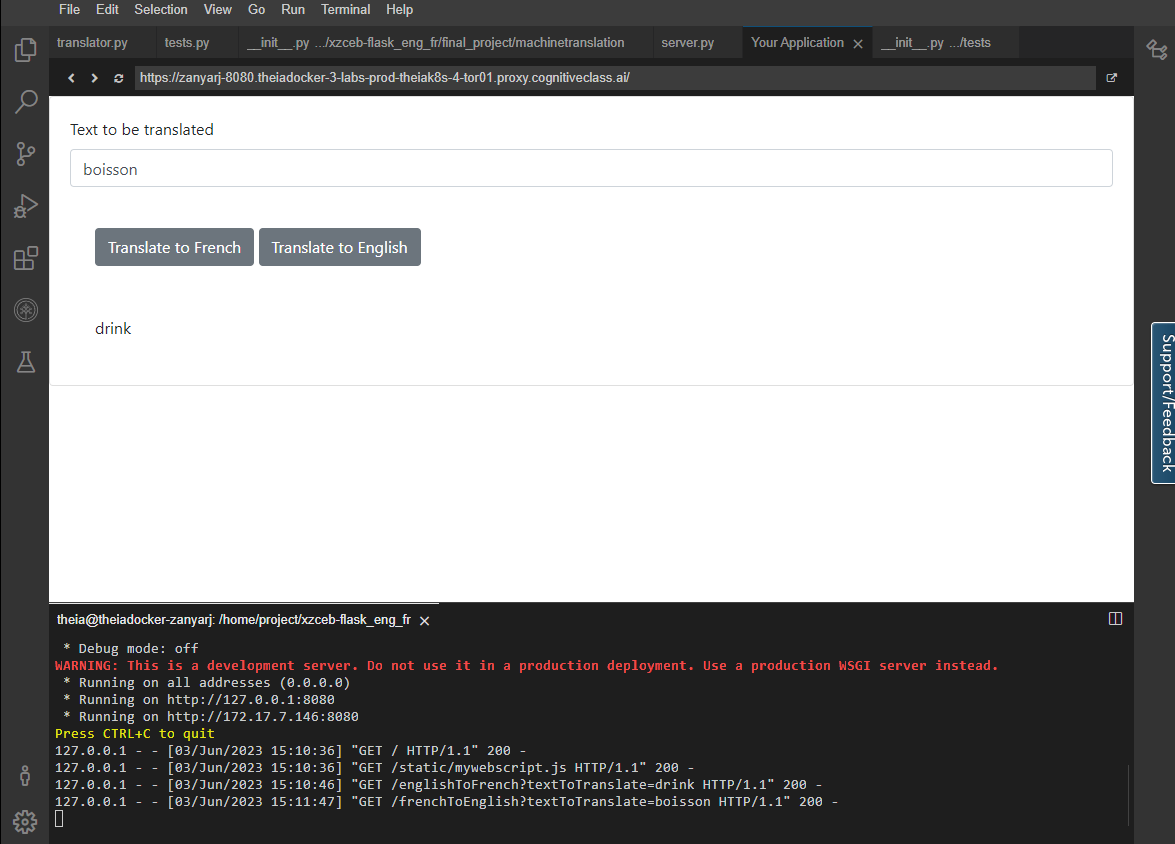 File Edit Selection View Go Run Terminal Help
translator.py tests.py __init__.py .../xzceb-flask_eng_fr/final_project/machinetranslation server.py Your Application __init__.py .../tests
https://zanyarj-8080.theiadocker-3-labs-prod-theiak8s-4-tor01.proxy.cognitiveclass.ai/
Text to be translated
boisson
Translate to French Translate to English
drink
Support/Feedback
theia@theiadocker-zanyarj: /home/project/xzceb-flask_eng_fr
* Debug mode: off
WARNING: This is a development server. Do not use it in a production deployment. Use a production WSGI server instead.
* Running on all addresses (0.0.0.0)
* Running on http://127.0.0.1:8080
* Running on http://172.17.7.146:8080
Press CTRL+C to quit
127.0.0.1 - - [03/Jun/2023 15:10:36] "GET / HTTP/1.1" 200 -
127.0.0.1 - - [03/Jun/2023 15:10:36] "GET /static/mywebscript.js HTTP/1.1" 200 -
127.0.0.1 - - [03/Jun/2023 15:10:46] "GET /englishToFrench?textToTranslate=drink HTTP/1.1" 200 -
127.0.0.1 - - [03/Jun/2023 15:11:47] "GET /frenchToEnglish?textToTranslate=boisson HTTP/1.1" 200 -